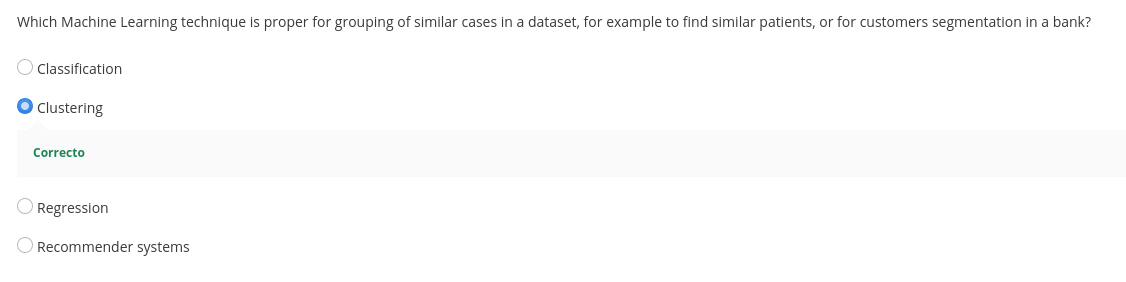 Which Machine Learning technique is proper for grouping of similar cases in a dataset, for example to find similar patients, or for customers segmentation in a bank?
Classification
Clustering
Correcto
Regression
Recommender systems